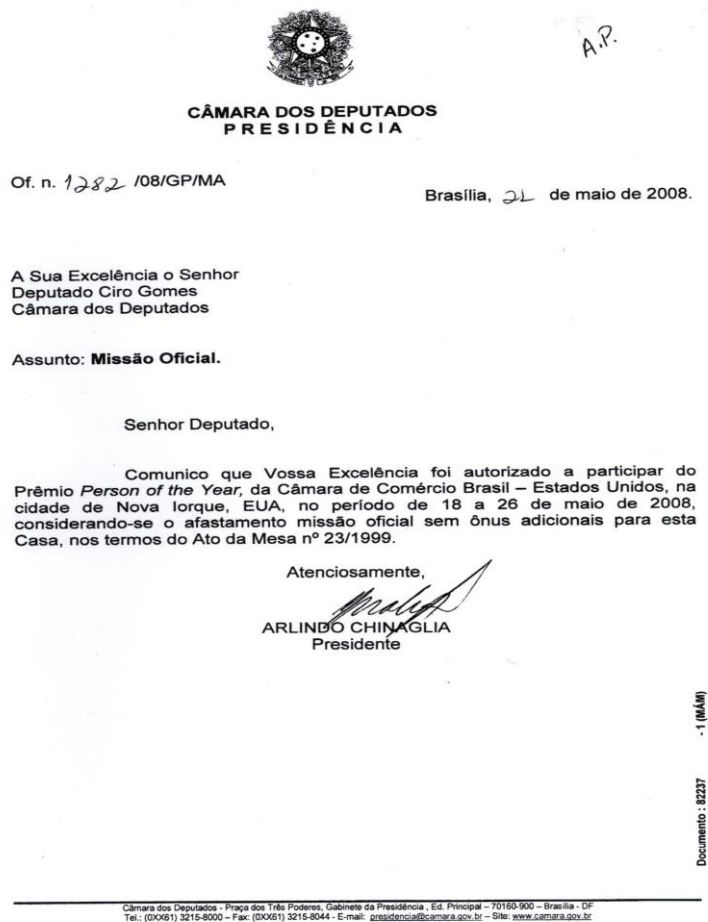 A.P.
CÂMARA DOS DEPUTADOS
PRESIDÊNCIA
Of. n. 1282 /08/GP/MA
Brasília, de maio de 2008.
A Sua Excelência o Senhor
Deputado Ciro Gomes
Câmara dos Deputados
Assunto: Missão Oficial.
Senhor Deputado,
Comunico que Vossa Excelência foi autorizado a participar do
Prêmio Person of the Year, da Câmara de Comércio Brasil – Estados Unidos, na
cidade de Nova Iorque, EUA, no período de 18 a 26 de maio de 2008,
considerando-se o afastamento missão oficial sem ônus adicionais para esta
Casa, nos termos do Ato da Mesa nº 23/1999.
Atenciosamente,
ARLINDO CHINAGLIA
Presidente
Documento : 82237 - 1 (MÁM)
Câmara dos Deputados - Praça dos Três Poderes, Gabinete da Presidência , Ed. Principal – 70160-900 – Brasília - DF
Tel.: (0XX61) 3215-8000 – Fax: (0XX61) 3215-8044 - E-mail: presidencia@camara.gov.br – Site: www.camara.gov.br